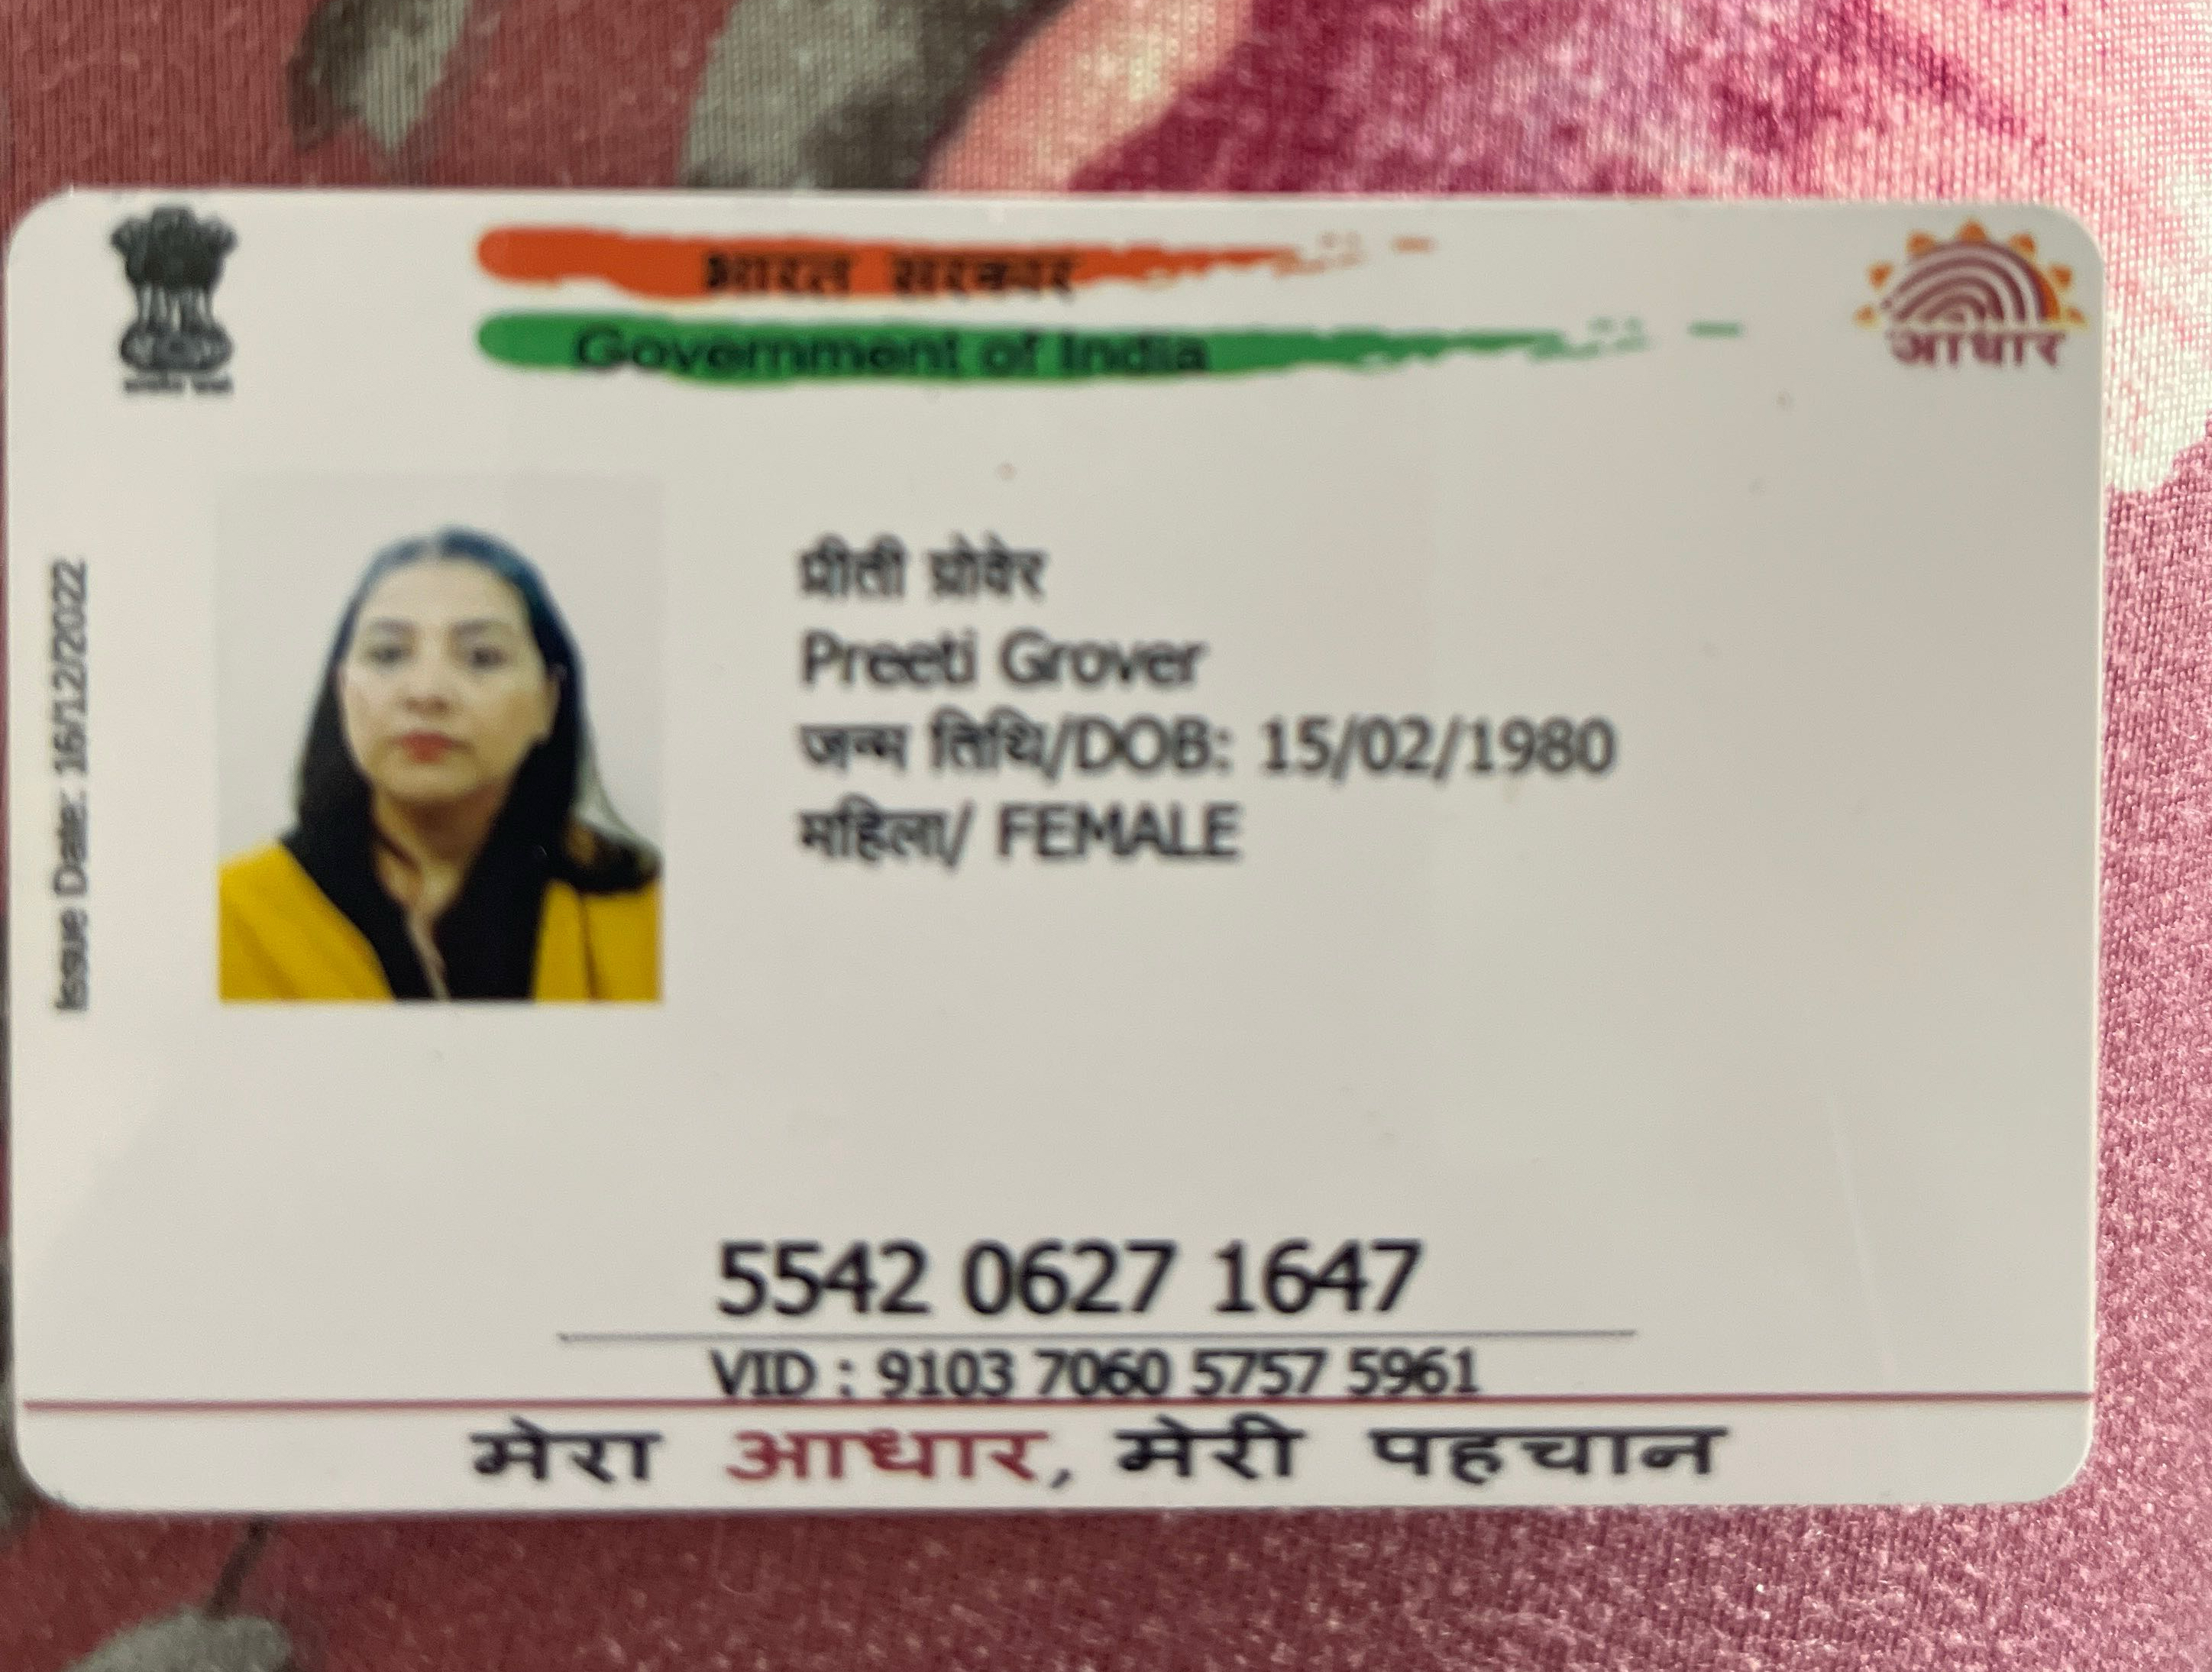 भारत सरकार
Government of India
आधार
Issue Date: 16/12/2022
प्रीती ग्रोवेर
Preeti Grover
जन्म तिथि/DOB: 15/02/1980
महिला/ FEMALE
5542 0627 1647
VID : 9103 7060 5757 5961
मेरा आधार, मेरी पहचान